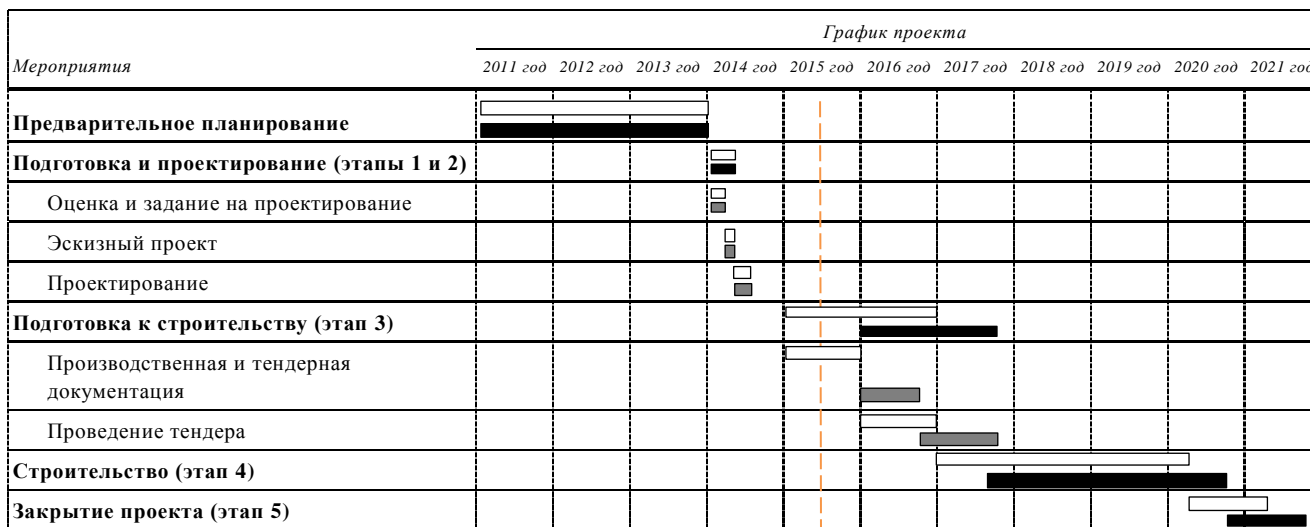 График проекта
Мероприятия 2011 год 2012 год 2013 год 2014 год 2015 год 2016 год 2017 год 2018 год 2019 год 2020 год 2021 год
Предварительное планирование
Подготовка и проектирование (этапы 1 и 2)
Оценка и задание на проектирование
Эскизный проект
Проектирование
Подготовка к строительству (этап 3)
Производственная и тендерная
документация
Проведение тендера
Строительство (этап 4)
Закрытие проекта (этап 5)